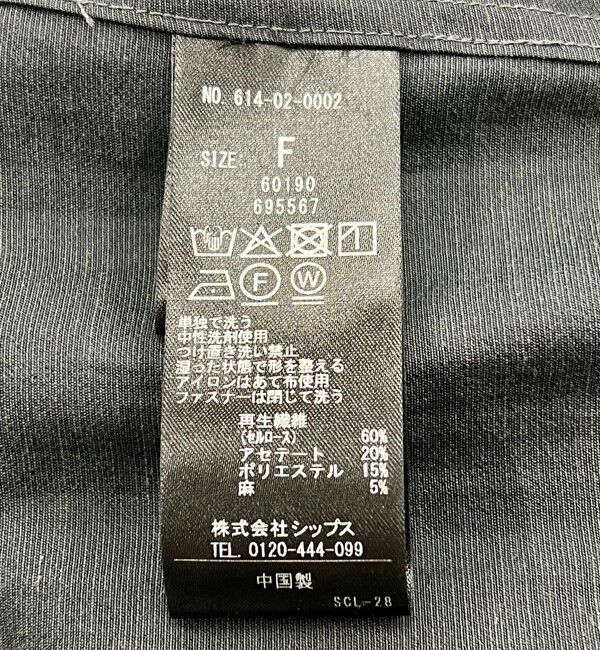 NO. 614-02-0002
SIZE: F
60190
695567
F W
単独で洗う
中性洗剤使用
つけ置き洗い禁止
湿った状態で形を整える
アイロンはあて布使用
ファスナーは閉じて洗う
再生繊維
(セルロース) 60%
アセテート 20%
ポリエステル 15%
麻 5%
株式会社シップス
TEL. 0120-444-099
中国製
SCL-28